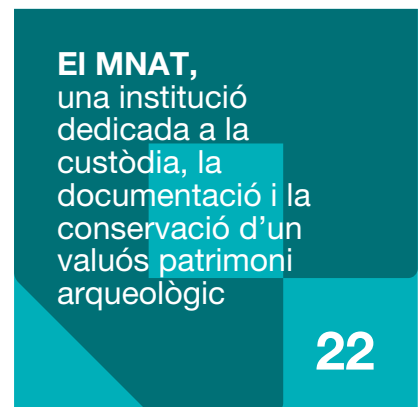 El MNAT,
una institució
dedicada a la
custòdia, la
documentació i la
conservació d'un
valuós patrimoni
arqueològic
22